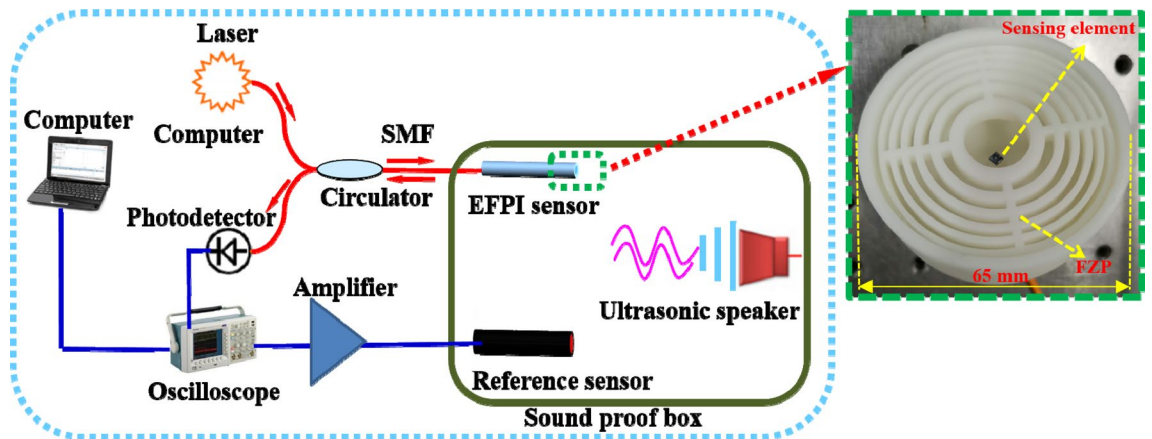 Laser
Computer
Computer
SMF
Circulator
EFPI sensor
Photodetector
Amplifier
Ultrasonic speaker
Oscilloscope
Reference sensor
Sound proof box
Sensing element
FZP
65 mm